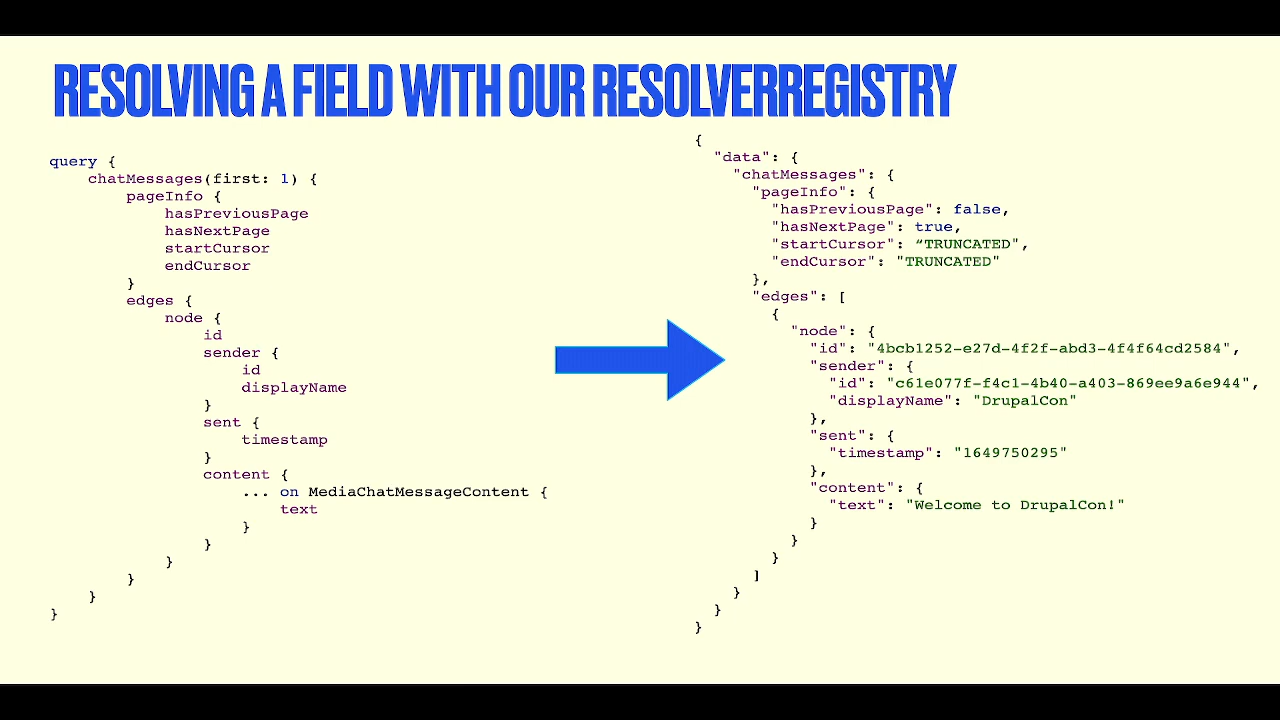 RESOLVING A FIELD WITH OUR RESOLVERREGISTRY
query {
    chatMessages(first: 1) {
        pageInfo {
            hasPreviousPage
            hasNextPage
            startCursor
            endCursor
        }
        edges {
            node {
                id
                sender {
                    id
                    displayName
                }
                sent {
                    timestamp
                }
                content {
                    ... on MediaChatMessageContent {
                        text
                    }
                }
            }
        }
    }
}
{
  "data": {
    "chatMessages": {
      "pageInfo": {
        "hasPreviousPage": false,
        "hasNextPage": true,
        "startCursor": “TRUNCATED",
        "endCursor": "TRUNCATED"
      },
      "edges": [
        {
          "node": {
            "id": "4bcb1252-e27d-4f2f-abd3-4f4f64cd2584",
            "sender": {
              "id": "c61e077f-f4c1-4b40-a403-869ee9a6e944",
              "displayName": "DrupalCon"
            },
            "sent": {
              "timestamp": "1649750295"
            },
            "content": {
              "text": "Welcome to DrupalCon!"
            }
          }
        }
      ]
    }
  }
}